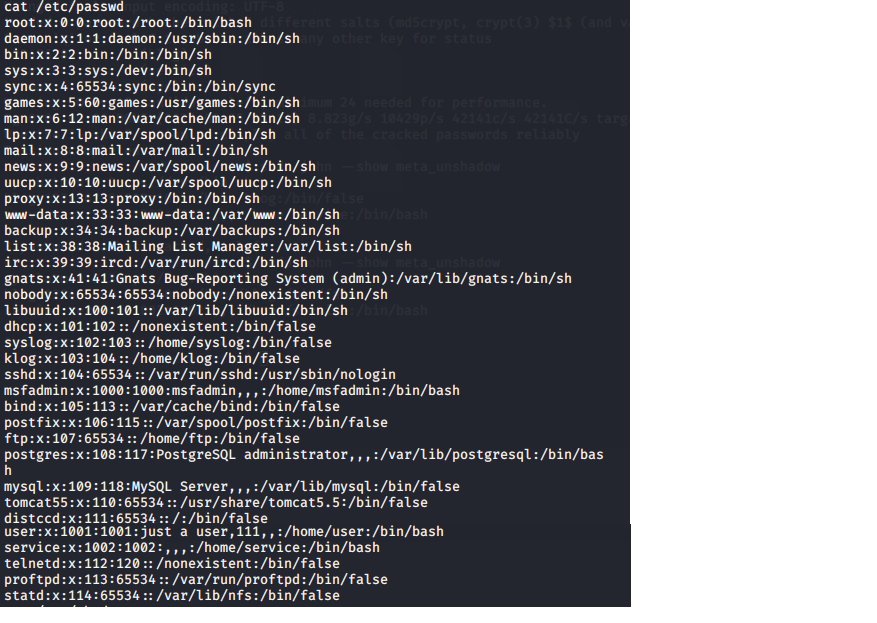 cat /etc/passwd
root:x:0:0:root:/root:/bin/bash
daemon:x:1:1:daemon:/usr/sbin:/bin/sh
bin:x:2:2:bin:/bin:/bin/sh
sys:x:3:3:sys:/dev:/bin/sh
sync:x:4:65534:sync:/bin:/bin/sync
games:x:5:60:games:/usr/games:/bin/sh
man:x:6:12:man:/var/cache/man:/bin/sh
lp:x:7:7:lp:/var/spool/lpd:/bin/sh
mail:x:8:8:mail:/var/mail:/bin/sh
news:x:9:9:news:/var/spool/news:/bin/sh
uucp:x:10:10:uucp:/var/spool/uucp:/bin/sh
proxy:x:13:13:proxy:/bin:/bin/sh
www-data:x:33:33:www-data:/var/www:/bin/sh
backup:x:34:34:backup:/var/backups:/bin/sh
list:x:38:38:Mailing List Manager:/var/list:/bin/sh
irc:x:39:39:ircd:/var/run/ircd:/bin/sh
gnats:x:41:41:Gnats Bug-Reporting System (admin):/var/lib/gnats:/bin/sh
nobody:x:65534:65534:nobody:/nonexistent:/bin/sh
libuuid:x:100:101::/var/lib/libuuid:/bin/sh
dhcp:x:101:102::/nonexistent:/bin/false
syslog:x:102:103::/home/syslog:/bin/false
klog:x:103:104::/home/klog:/bin/false
sshd:x:104:65534::/var/run/sshd:/usr/sbin/nologin
msfadmin:x:1000:1000:msfadmin,,,:/home/msfadmin:/bin/bash
bind:x:105:113::/var/cache/bind:/bin/false
postfix:x:106:115::/var/spool/postfix:/bin/false
ftp:x:107:65534::/home/ftp:/bin/false
postgres:x:108:117:PostgreSQL administrator,,,:/var/lib/postgresql:/bin/bas
h
mysql:x:109:118:MySQL Server,,,:/var/lib/mysql:/bin/false
tomcat55:x:110:65534::/usr/share/tomcat5.5:/bin/false
distccd:x:111:65534::/:/bin/false
user:x:1001:1001:just a user,111,,:/home/user:/bin/bash
service:x:1002:1002:,,,:/home/service:/bin/bash
telnetd:x:112:120::/nonexistent:/bin/false
proftpd:x:113:65534::/var/run/proftpd:/bin/false
statd:x:114:65534::/var/lib/nfs:/bin/false